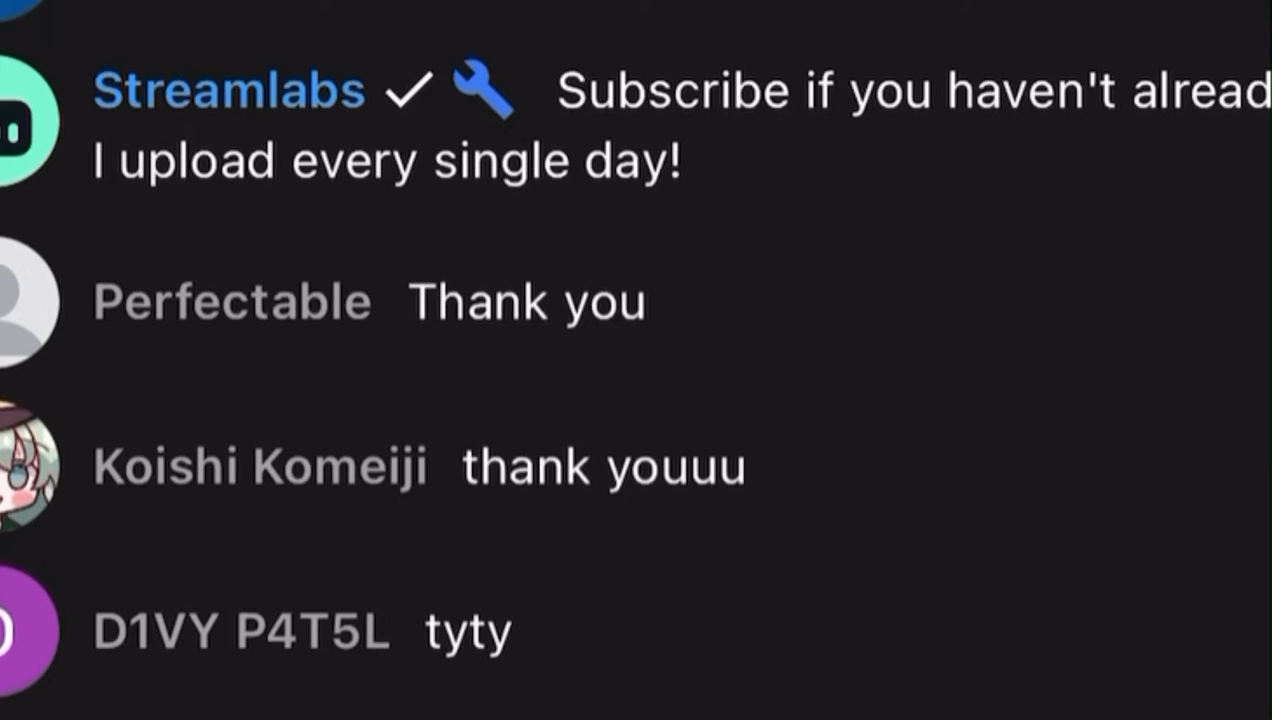 Streamlabs Subscribe if you haven't alread
I upload every single day!
Perfectable Thank you
Koishi Komeiji thank youuu
D1VY P4T5L tyty